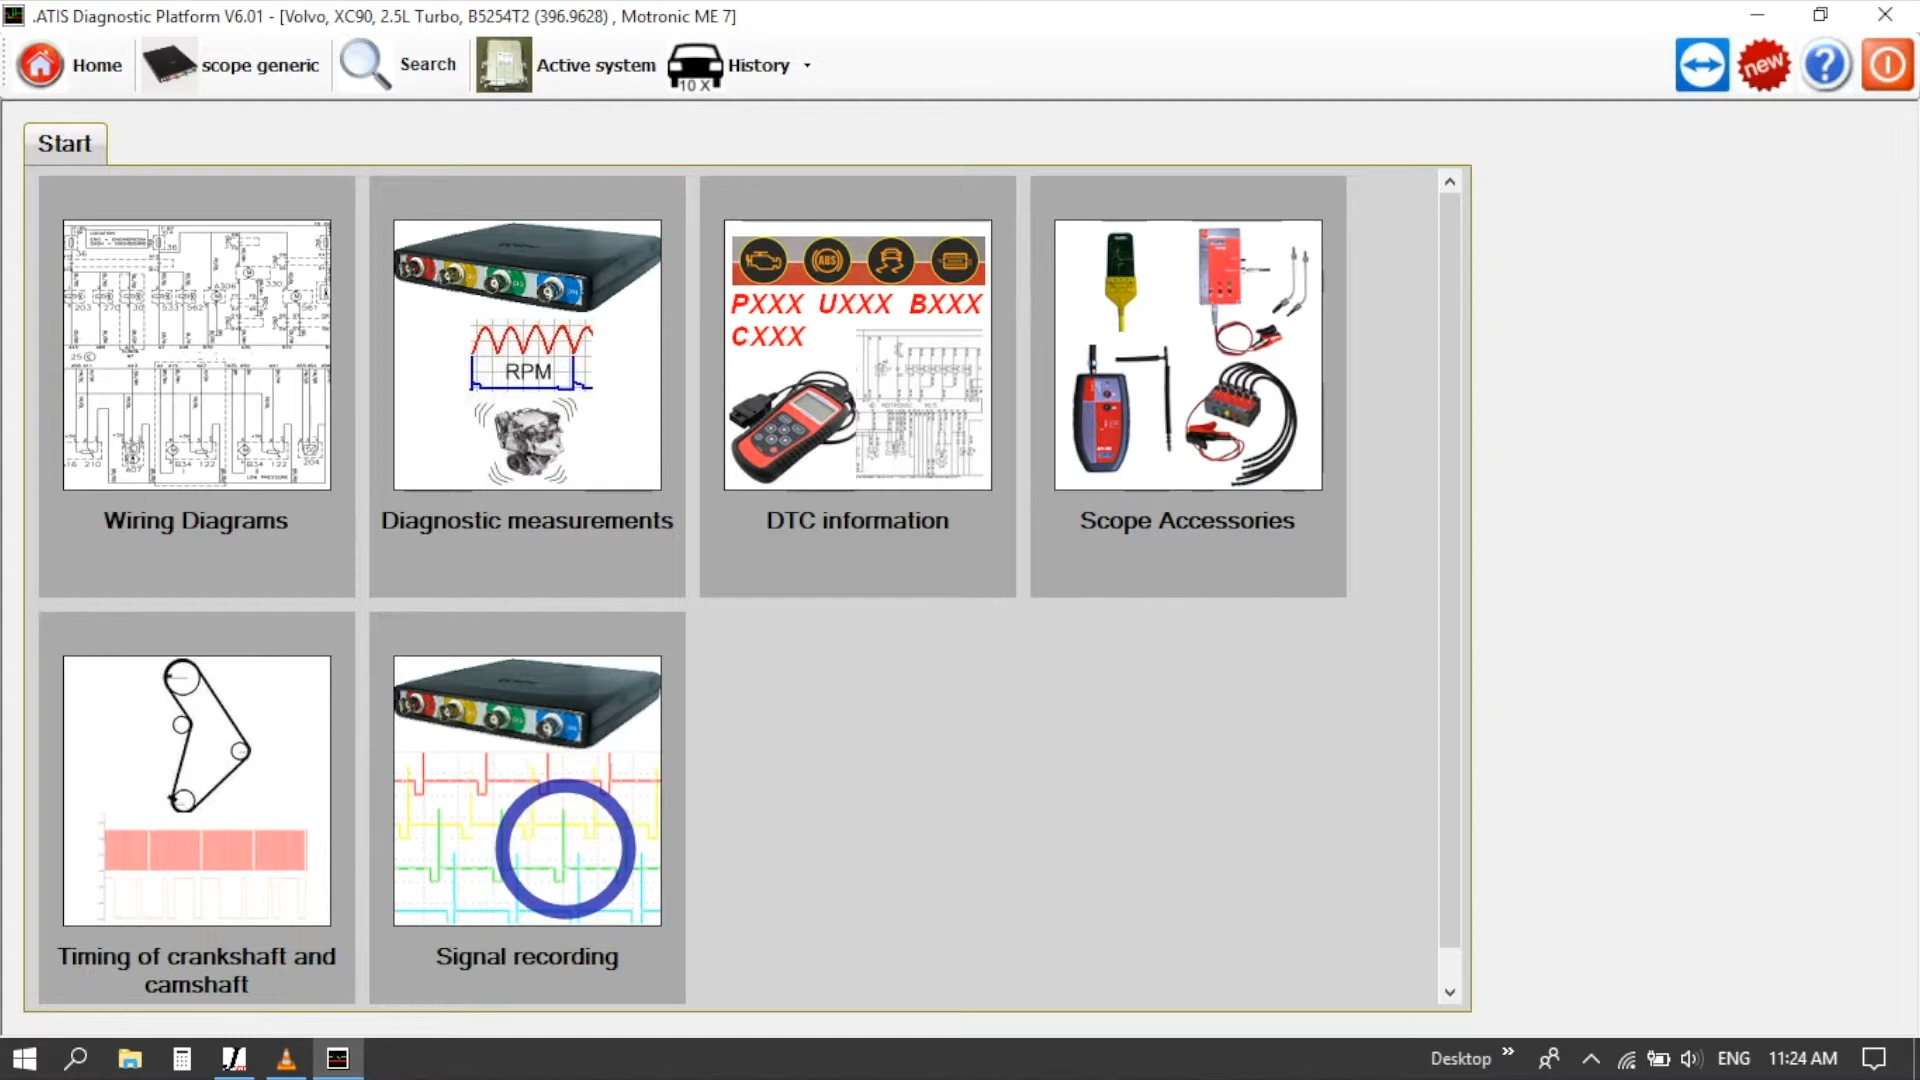 .ATIS Diagnostic Platform V6.01 - [Volvo, XC90, 2.5L Turbo, B5254T2 (396.9628) , Motronic ME 7]
Home
scope generic
Search
Active system
10 X
History
new
?
Start
Wiring Diagrams
RPM
Diagnostic measurements
ABS
PXXX UXXX BXXX
CXXX
DTC information
Scope Accessories
Timing of crankshaft and
camshaft
Signal recording
Desktop
ENG
11:24 AM